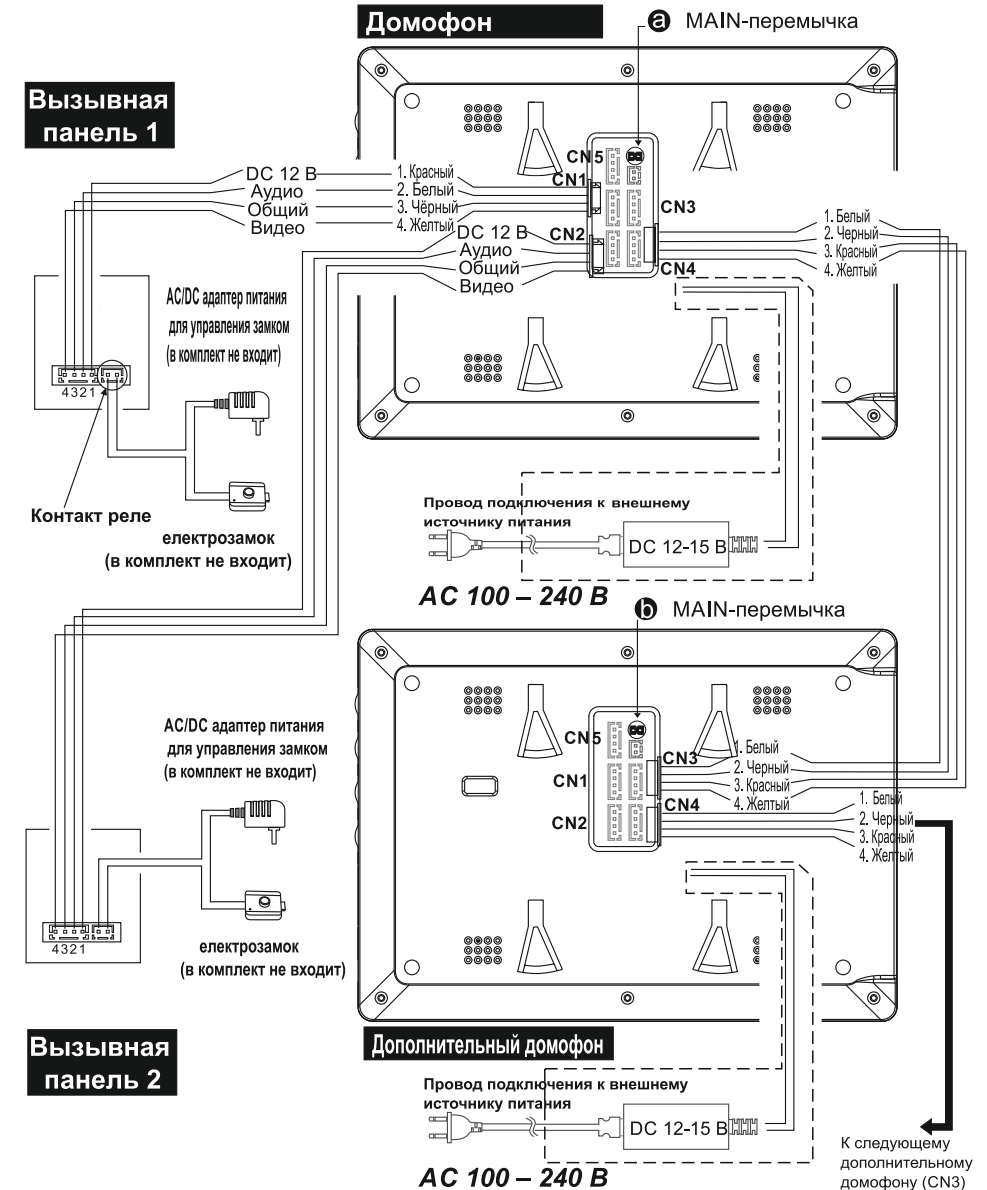 Домофон
a MAIN-перемычка
Вызывная
панель 1
CN5
CN1
CN3
CN2
CN4
DC 12 В
Аудио
Общий
Видео
1. Красный
2. Белый
3. Чёрный
4. Желтый
DC 12 В
Аудио
Общий
Видео
1. Белый
2. Черный
3. Красный
4. Желтый
AC/DC адаптер питания
для управления замком
(в комплект не входит)
4321
Контакт реле
електрозамок
(в комплект не входит)
Провод подключения к внешнему
источнику питания
DC 12-15 В
AC 100 – 240 В
b MAIN-перемычка
CN5
CN3
CN1
CN4
CN2
1. Белый
2. Черный
3. Красный
4. Желтый
1. Белый
2. Черный
3. Красный
4. Желтый
AC/DC адаптер питания
для управления замком
(в комплект не входит)
4321
електрозамок
(в комплект не входит)
Вызывная
панель 2
Дополнительный домофон
Провод подключения к внешнему
источнику питания
DC 12-15 В
AC 100 – 240 В
К следующему
дополнительному
домофону (CN3)